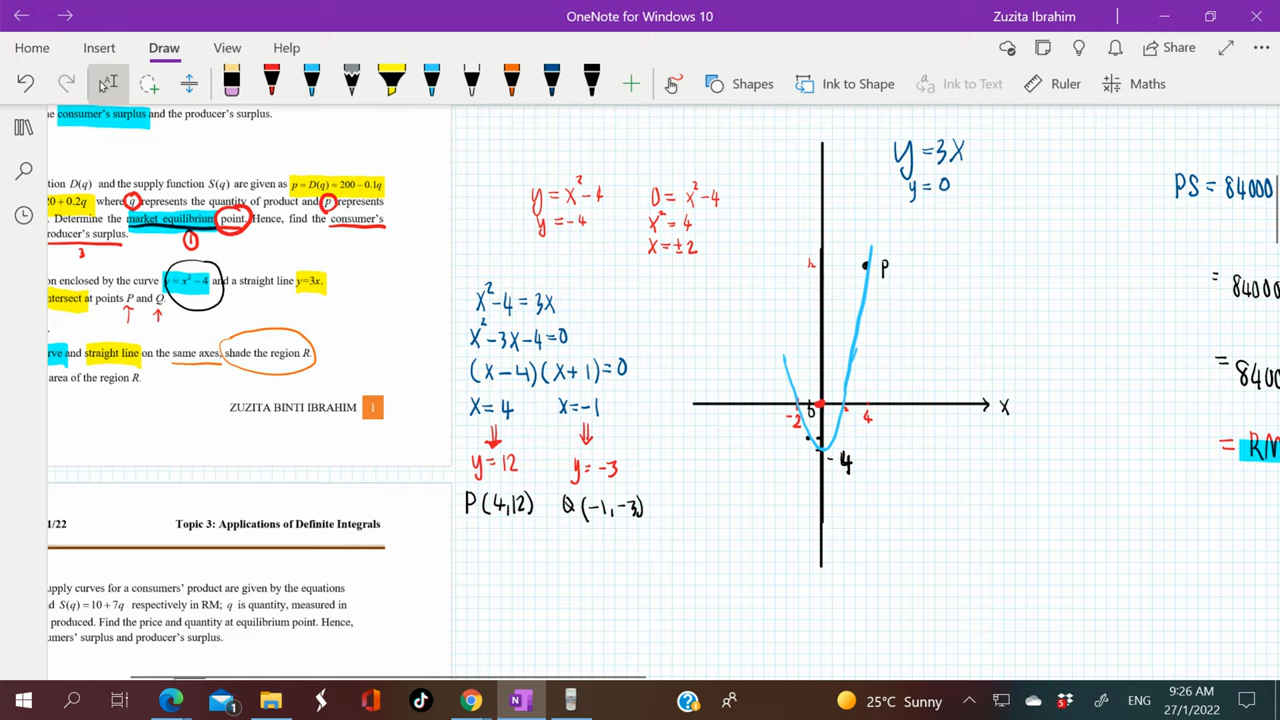 OneNote for Windows 10
Zuzita Ibrahim
Home Insert Draw View Help
Share
Shapes Ink to Shape Ink to Text Ruler Maths
consumer's surplus and the producer's surplus.
tion D(q) and the supply function S(q) are given as p = D(q) = 200 − 0.1q
20 + 0.2q where q represents the quantity of product and p represents
Determine the market equilibrium point. Hence, find the consumer's
roducer's surplus.
1
3
on enclosed by the curve y = x² − 4 and a straight line y=3x.
ntersect at points P and Q.
rve and straight line on the same axes, shade the region R.
area of the region R.
ZUZITA BINTI IBRAHIM 1
1/22 Topic 3: Applications of Definite Integrals
upply curves for a consumers' product are given by the equations
d S(q) = 10 + 7q respectively in RM; q is quantity, measured in
produced. Find the price and quantity at equilibrium point. Hence,
umers' surplus and producer's surplus.
y = x² − 4
y = −4
0 = x² − 4
x² = 4
x = ±2
x² − 4 = 3x
x² − 3x − 4 = 0
(x − 4)(x + 1) = 0
x = 4 x = −1
y = 12 y = −3
P(4,12) Q(−1,−3)
y = 3x
y = 0
P
−2
4
x
−4
PS = 84000
= 84000
= 8400
= RM
ENG
25°C Sunny
9:26 AM
27/1/2022